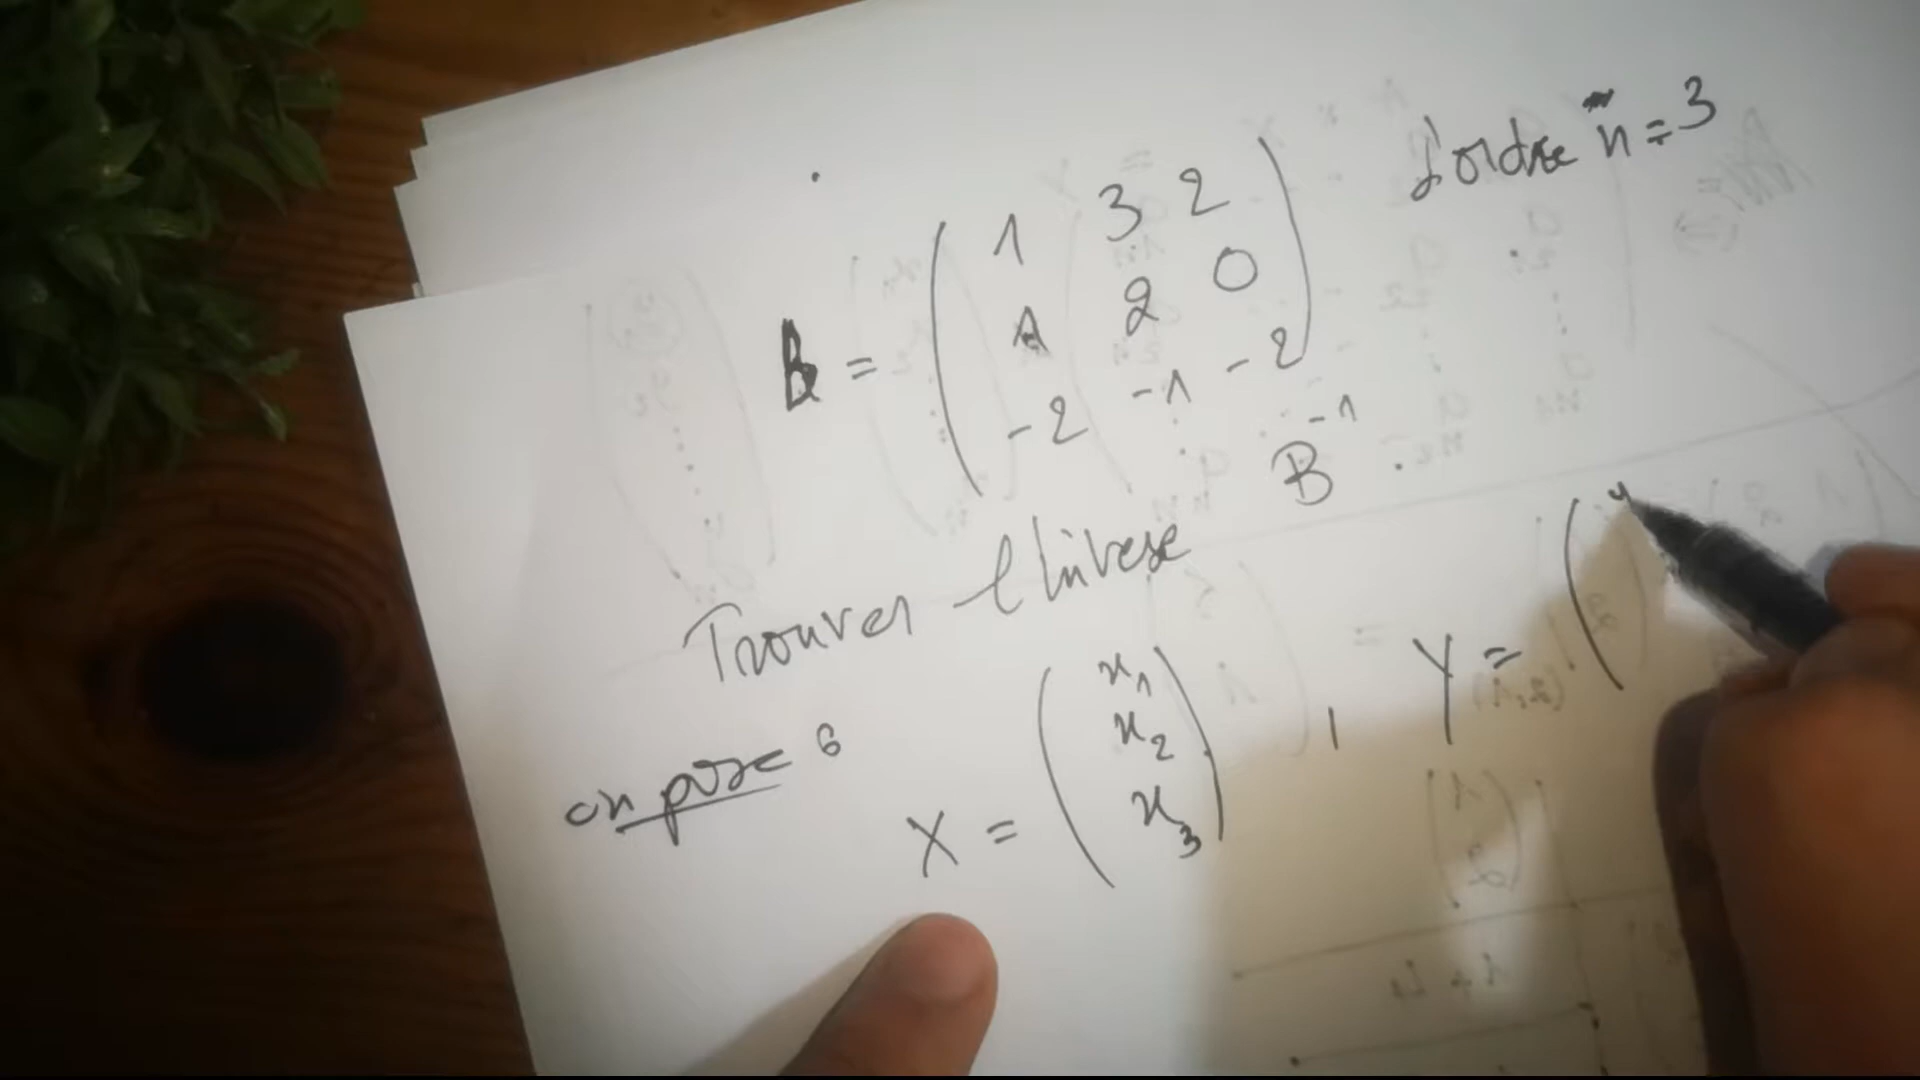 B = ( 1 3 2 d'ordre n = 3
1 2 0
-2 -1 -2 )
Trouver l'inverse B⁻¹.
on pose : X = ( x₁ , Y = ( y
x₂
x₃ )